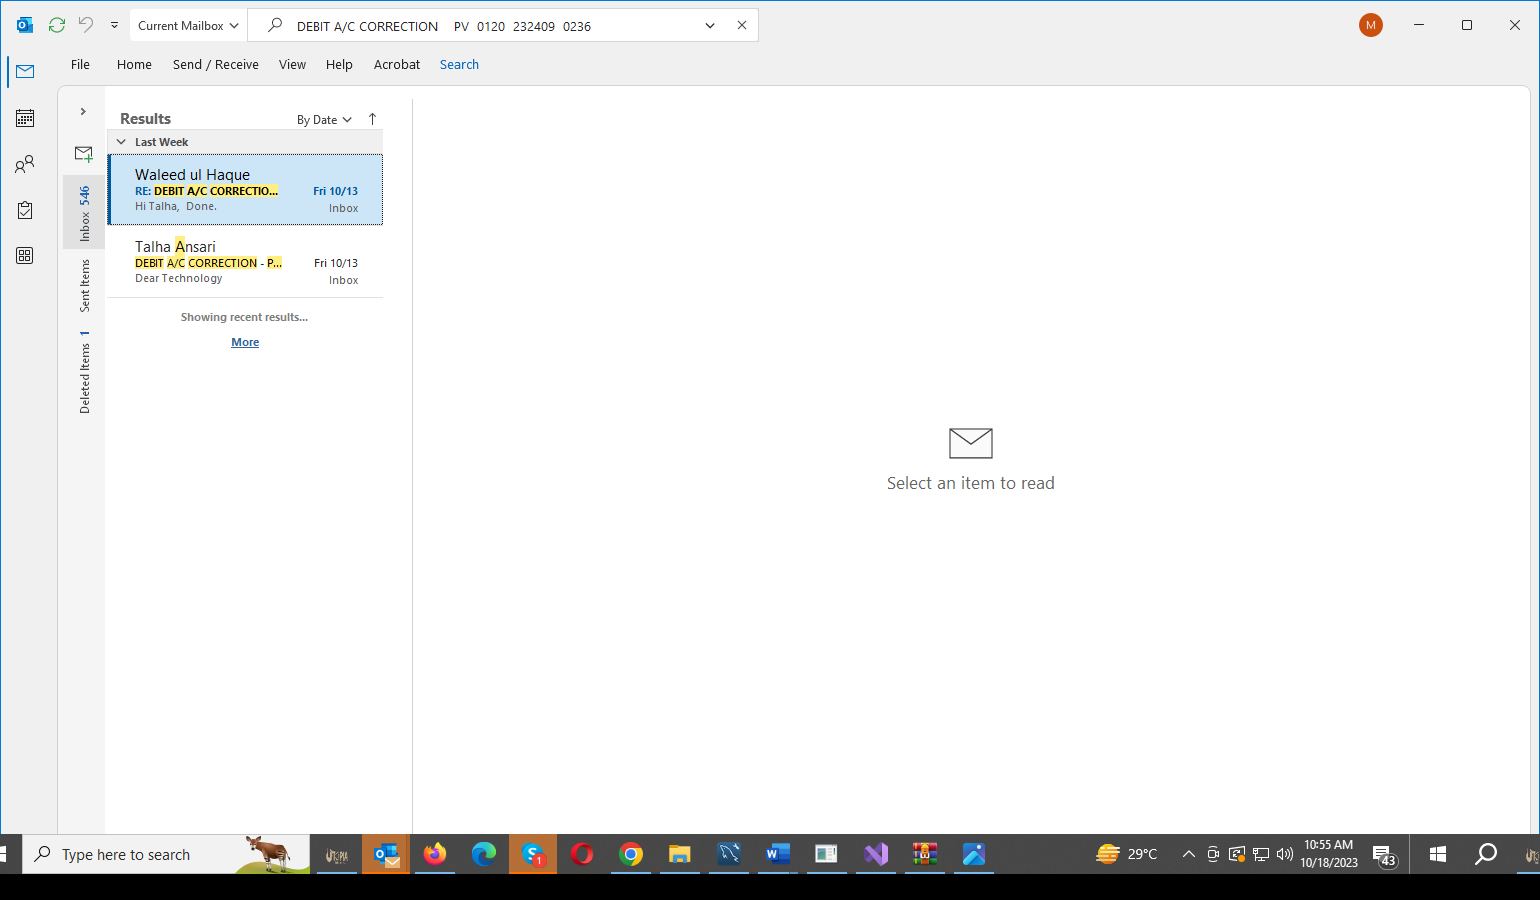 Current Mailbox
DEBIT A/C CORRECTION PV 0120 232409 0236
M
File Home Send / Receive View Help Acrobat Search
Results
By Date
Last Week
Waleed ul Haque
RE: DEBIT A/C CORRECTIO... Fri 10/13
Hi Talha, Done. Inbox
Talha Ansari
DEBIT A/C CORRECTION - P... Fri 10/13
Dear Technology Inbox
Showing recent results...
More
Inbox 546
Sent Items
Deleted Items 1
Select an item to read
Type here to search
UTOPIA
1
29°C
10:55 AM
10/18/2023
43